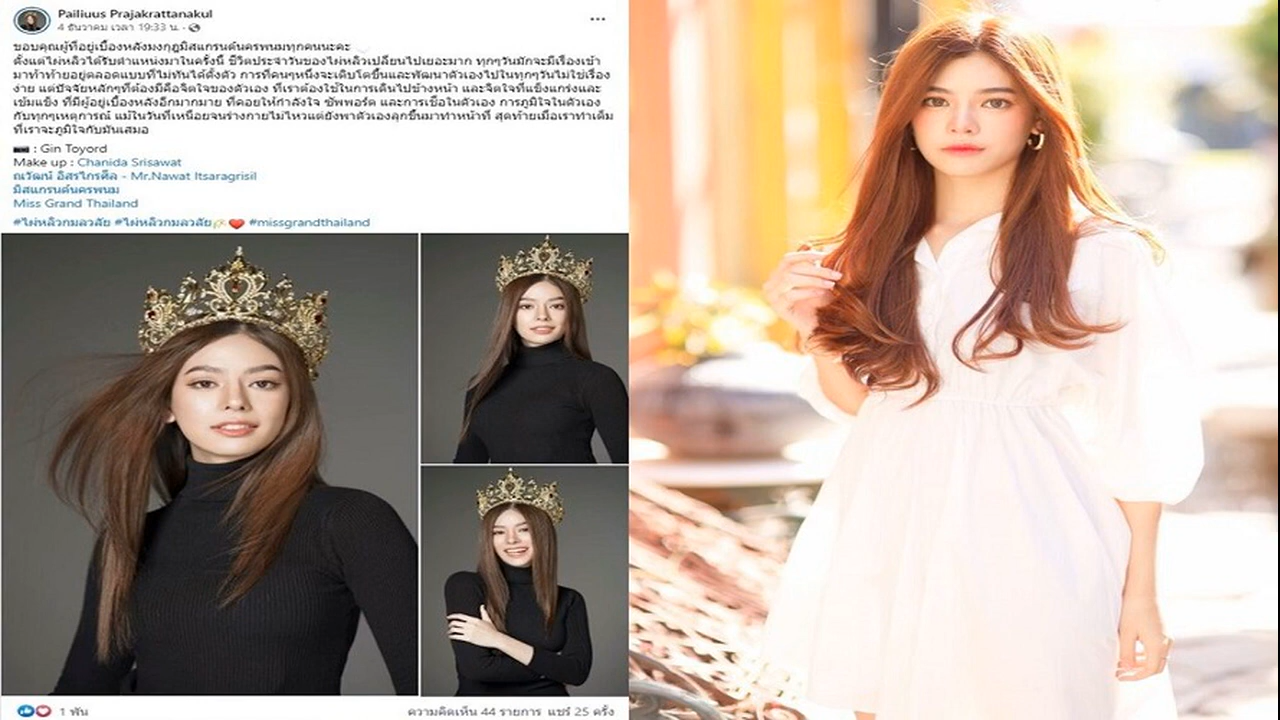 Pailiuus Prajakrattanakul
4 ธันวาคม เวลา 19:33 น. ·
ขอบคุณผู้ที่อยู่เบื้องหลังมงกุฎมิสแกรนด์นครพนมทุกคนนะคะ
ตั้งแต่ไผ่หลิวได้รับตำแหน่งมาในครั้งนี้ ชีวิตประจำวันของไผ่หลิวเปลี่ยนไปเยอะมาก ทุกๆวันมักจะมีเรื่องเข้า
มาท้าท้ายอยู่ตลอดแบบที่ไม่ทันได้ตั้งตัว การที่คนๆหนึ่งจะเติบโตขึ้นและพัฒนาตัวเองไปในทุกๆวันไม่ใช่เรื่อง
ง่าย แต่ปัจจัยหลักๆที่ต้องมีคือจิตใจของตัวเอง ที่เราต้องใช้ในการเดินไปข้างหน้า และจิตใจที่แข็งแกร่งและ
เข้มแข็ง ที่มีผู้อยู่เบื้องหลังอีกมากมาย ที่คอยให้กำลังใจ ซัพพอร์ต และการเชื่อในตัวเอง การภูมิใจในตัวเอง
กับทุกๆเหตุการณ์ แม้ในวันที่เหนื่อยจนร่างกายไม่ไหวแต่ยังพาตัวเองลุกขึ้นมาทำหน้าที่ สุดท้ายเมื่อเราทำเต็ม
ที่เราจะภูมิใจกับมันเสมอ
: Gin Toyord
Make up : Chanida Srisawat
ณวัฒน์ อิสรไกรศีล - Mr.Nawat Itsaragrisil
มิสแกรนด์นครพนม
Miss Grand Thailand
#ไผ่หลิวกมลวลัย #ไผ่หลิวกมลวลัย #missgrandthailand
1 พัน ความคิดเห็น 44 รายการ แชร์ 25 ครั้ง